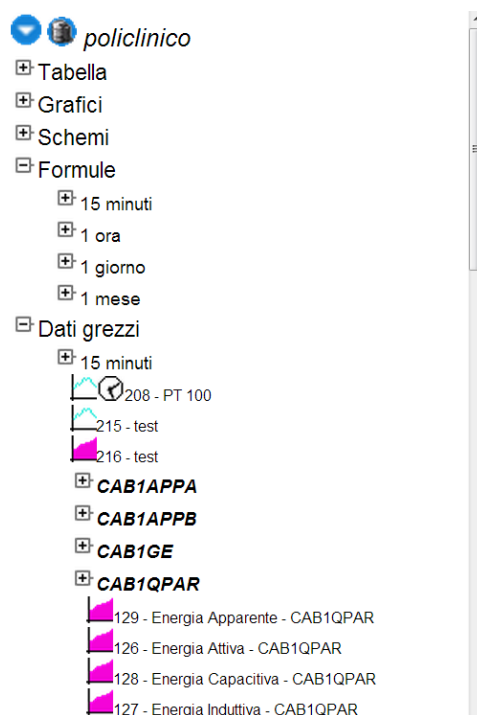 policlinico
Tabella
Grafici
Schemi
Formule
15 minuti
1 ora
1 giorno
1 mese
Dati grezzi
15 minuti
208 - PT 100
215 - test
216 - test
CAB1APPA
CAB1APPB
CAB1GE
CAB1QPAR
129 - Energia Apparente - CAB1QPAR
126 - Energia Attiva - CAB1QPAR
128 - Energia Capacitiva - CAB1QPAR
127 - Energia Induttiva - CAB1QPAR